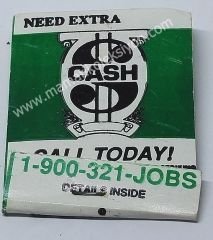 NEED EXTRA
$
CASH
CALL TODAY!
1-900-321-JOBS
DETAILS INSIDE